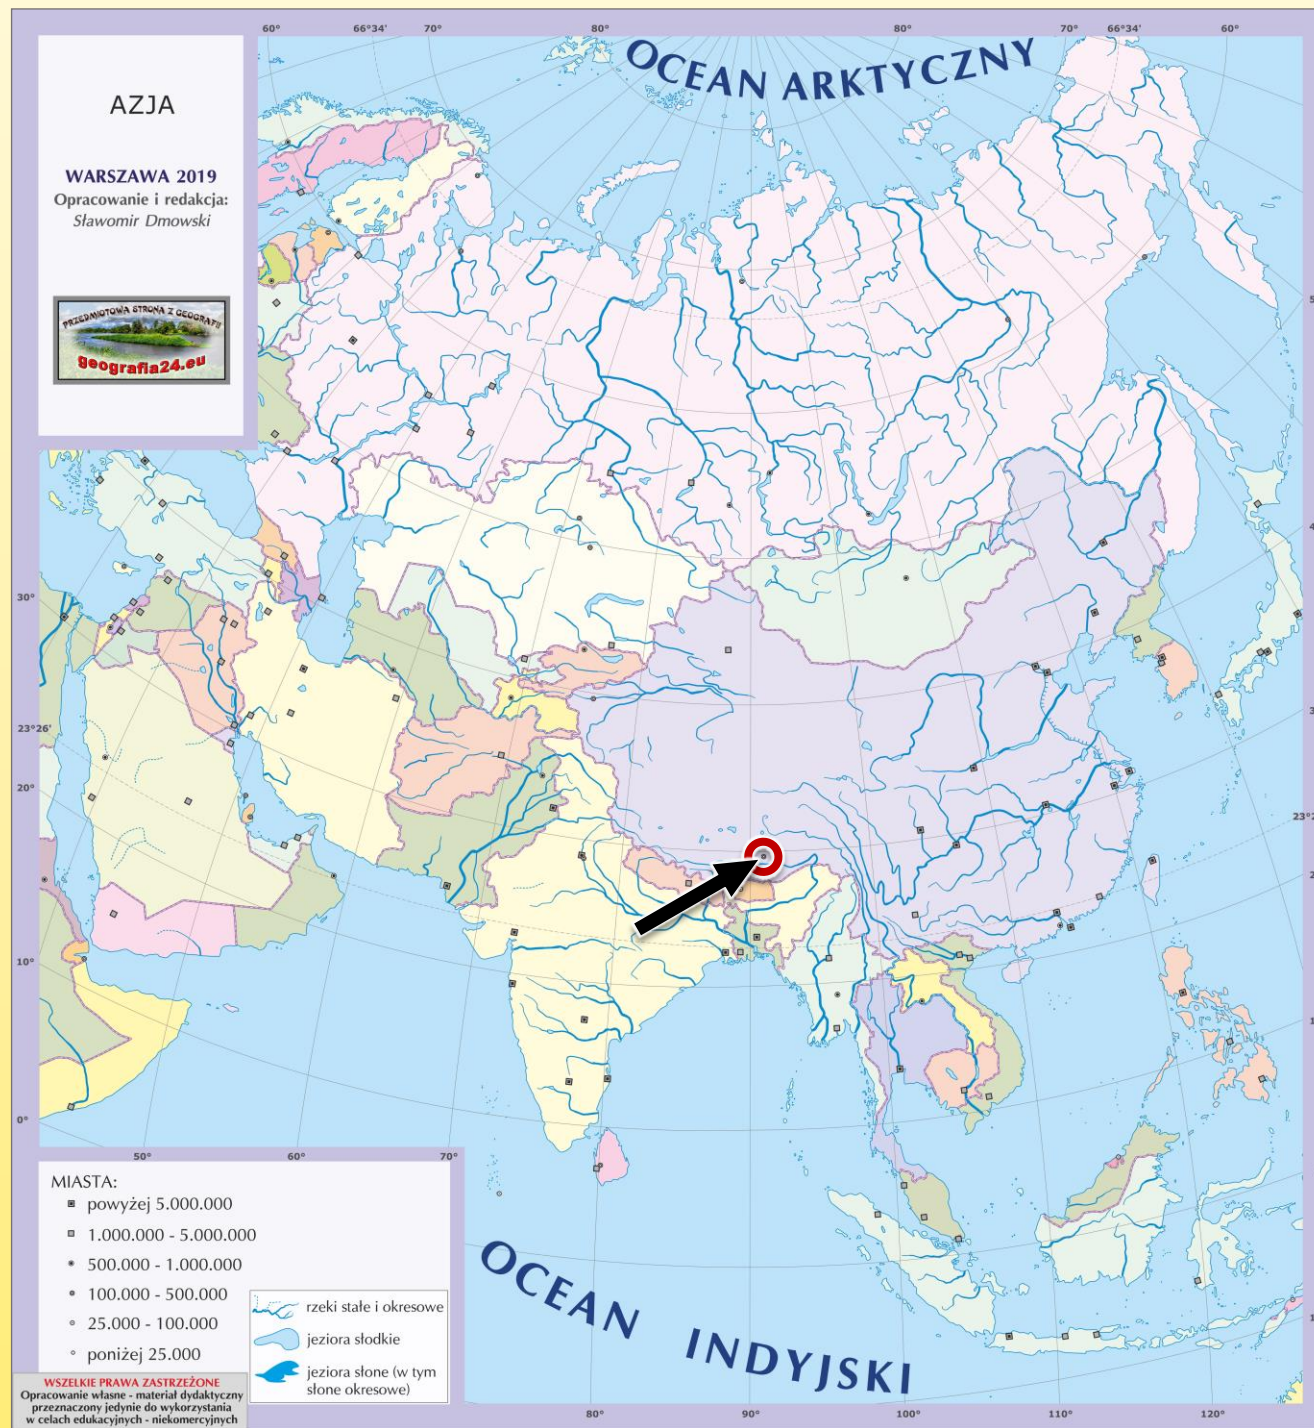 60°
66°34'
70°
80°
80°
70°
66°34'
60°
OCEAN ARKTYCZNY
AZJA
WARSZAWA 2019
Opracowanie i redakcja:
Sławomir Dmowski
PRZEDMIOTOWA STRONA Z GEOGRAFII
geografia24.eu
30°
23°26'
20°
10°
0°
50°
60°
70°
MIASTA:
powyżej 5.000.000
1.000.000 - 5.000.000
500.000 - 1.000.000
100.000 - 500.000
25.000 - 100.000
poniżej 25.000
rzeki stałe i okresowe
jeziora słodkie
jeziora słone (w tym
słone okresowe)
WSZELKIE PRAWA ZASTRZEŻONE
Opracowanie własne - materiał dydaktyczny
przeznaczony jedynie do wykorzystania
w celach edukacyjnych - niekomercyjnych
OCEAN INDYJSKI
80°
90°
100°
110°
120°